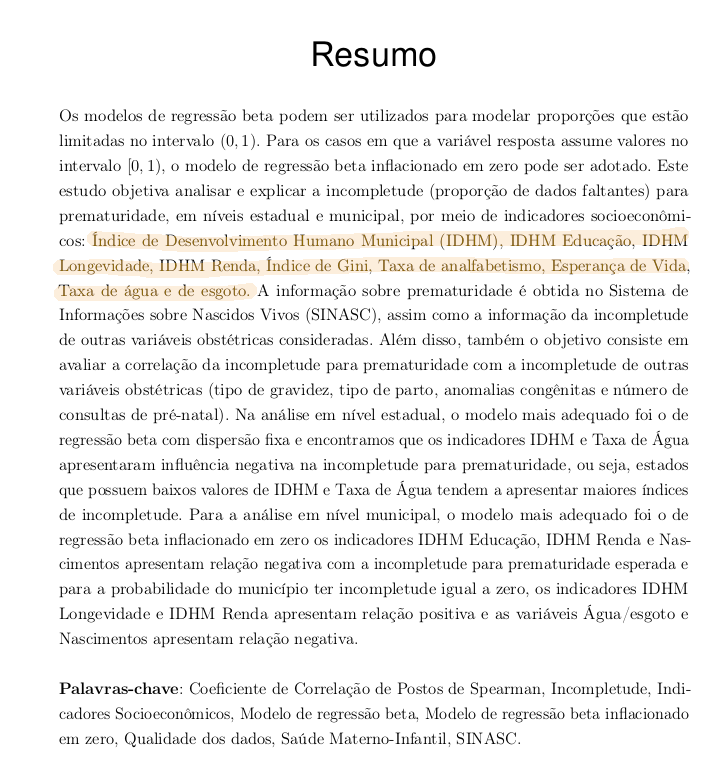 Resumo
Os modelos de regressão beta podem ser utilizados para modelar proporções que estão
limitadas no intervalo (0, 1). Para os casos em que a variável resposta assume valores no
intervalo [0, 1), o modelo de regressão beta inflacionado em zero pode ser adotado. Este
estudo objetiva analisar e explicar a incompletude (proporção de dados faltantes) para
prematuridade, em níveis estadual e municipal, por meio de indicadores socioeconômi-
cos: Índice de Desenvolvimento Humano Municipal (IDHM), IDHM Educação, IDHM
Longevidade, IDHM Renda, Índice de Gini, Taxa de analfabetismo, Esperança de Vida,
Taxa de água e de esgoto. A informação sobre prematuridade é obtida no Sistema de
Informações sobre Nascidos Vivos (SINASC), assim como a informação da incompletude
de outras variáveis obstétricas consideradas. Além disso, também o objetivo consiste em
avaliar a correlação da incompletude para prematuridade com a incompletude de outras
variáveis obstétricas (tipo de gravidez, tipo de parto, anomalias congênitas e número de
consultas de pré-natal). Na análise em nível estadual, o modelo mais adequado foi o de
regressão beta com dispersão fixa e encontramos que os indicadores IDHM e Taxa de Água
apresentaram influência negativa na incompletude para prematuridade, ou seja, estados
que possuem baixos valores de IDHM e Taxa de Água tendem a apresentar maiores índices
de incompletude. Para a análise em nível municipal, o modelo mais adequado foi o de
regressão beta inflacionado em zero os indicadores IDHM Educação, IDHM Renda e Nas-
cimentos apresentam relação negativa com a incompletude para prematuridade esperada e
para a probabilidade do município ter incompletude igual a zero, os indicadores IDHM
Longevidade e IDHM Renda apresentam relação positiva e as variáveis Água/esgoto e
Nascimentos apresentam relação negativa.
Palavras-chave: Coeficiente de Correlação de Postos de Spearman, Incompletude, Indi-
cadores Socioeconômicos, Modelo de regressão beta, Modelo de regressão beta inflacionado
em zero, Qualidade dos dados, Saúde Materno-Infantil, SINASC.